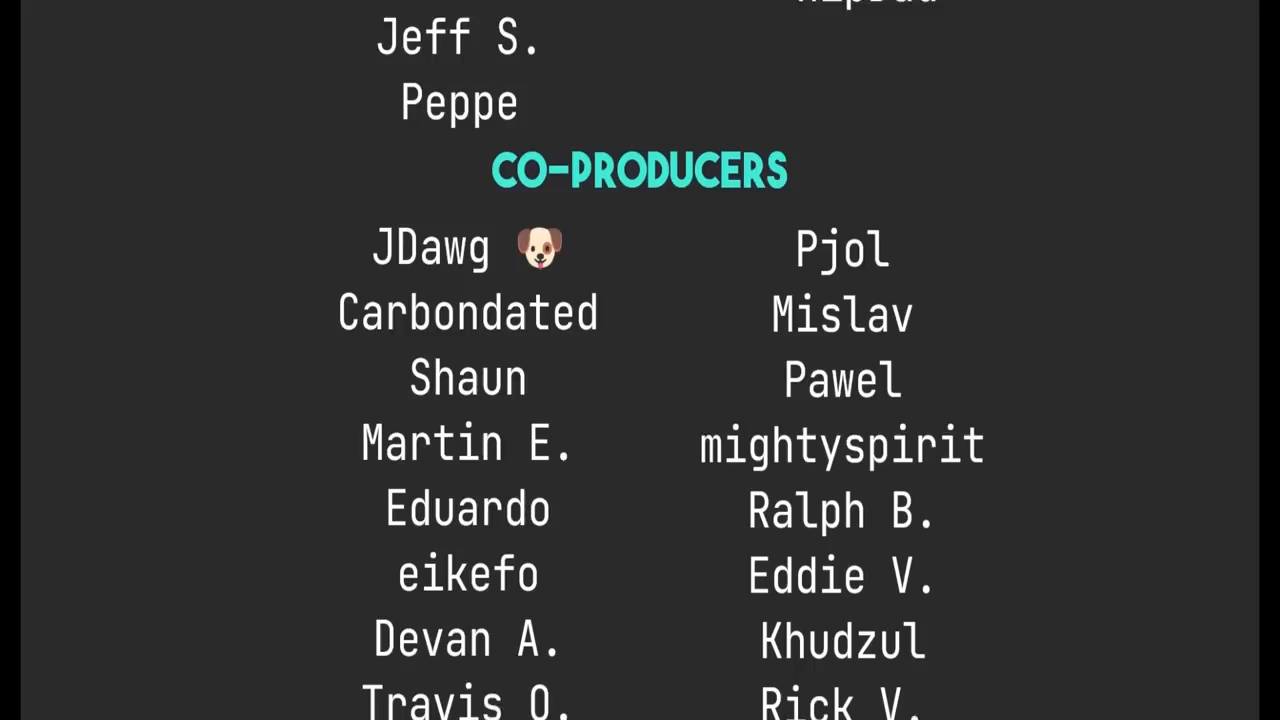 Jeff S.
Peppe
CO-PRODUCERS
JDawg 🐶 Pjol
Carbondated Mislav
Shaun Pawel
Martin E. mightyspirit
Eduardo Ralph B.
eikefo Eddie V.
Devan A. Khudzul
Travis O. Rick V.